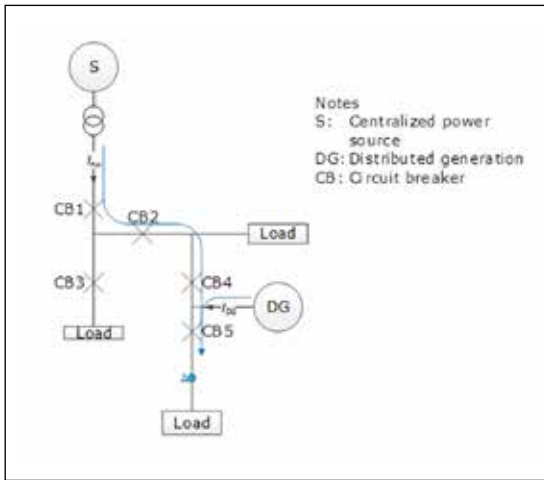 S
Notes
S: Centralized power
source
DG: Distributed generation
CB: Circuit breaker
CB1
CB2
Load
CB3
CB4
DG
CB5
Load
Load